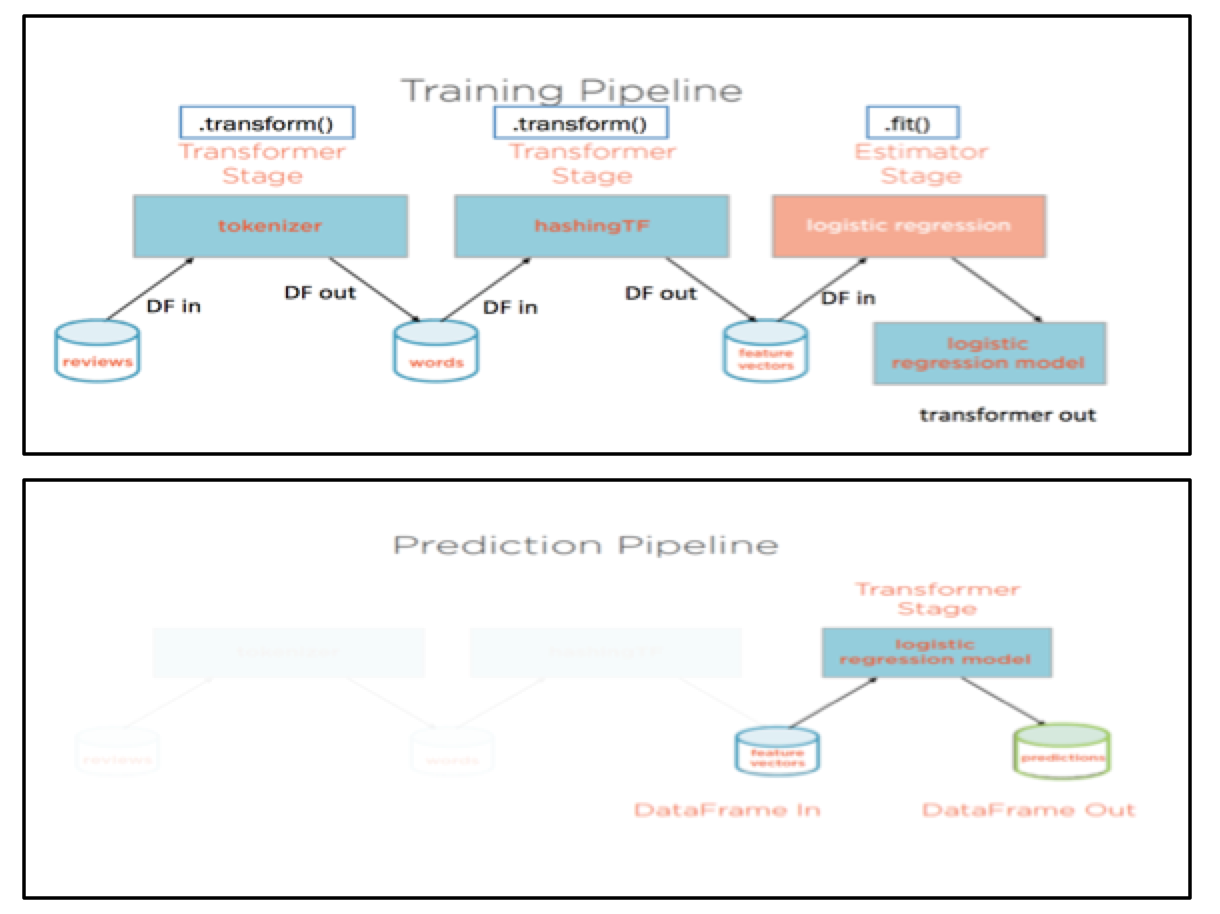 Training Pipeline
.transform()
.transform()
.fit()
Transformer
Stage
Transformer
Stage
Estimator
Stage
tokenizer
hashingTF
logistic regression
DF in
DF out
DF in
DF out
DF in
reviews
words
feature
vectors
logistic
regression model
transformer out
Prediction Pipeline
Transformer
Stage
tokenizer
hashingTF
logistic
regression model
reviews
words
feature
vectors
predictions
DataFrame In
DataFrame Out